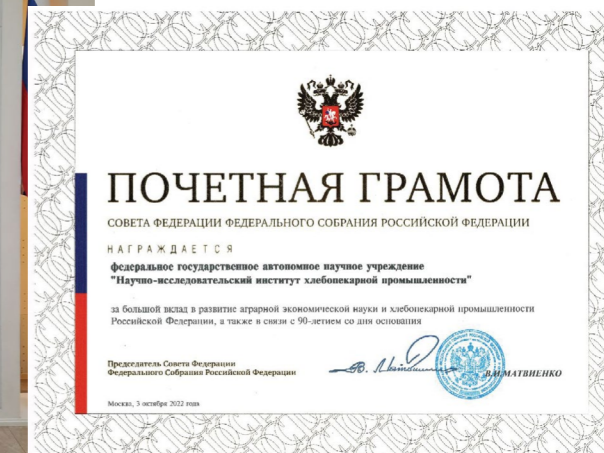 ПОЧЕТНАЯ ГРАМОТА
СОВЕТА ФЕДЕРАЦИИ ФЕДЕРАЛЬНОГО СОБРАНИЯ РОССИЙСКОЙ ФЕДЕРАЦИИ
НАГРАЖДАЕТСЯ
федеральное государственное автономное научное учреждение
"Научно-исследовательский институт хлебопекарной промышленности"
за большой вклад в развитие аграрной экономической науки и хлебопекарной промышленности
Российской Федерации, а также в связи с 90-летием со дня основания
Председатель Совета Федерации
Федерального Собрания Российской Федерации
В.И.МАТВИЕНКО
Москва, 3 октября 2022 года